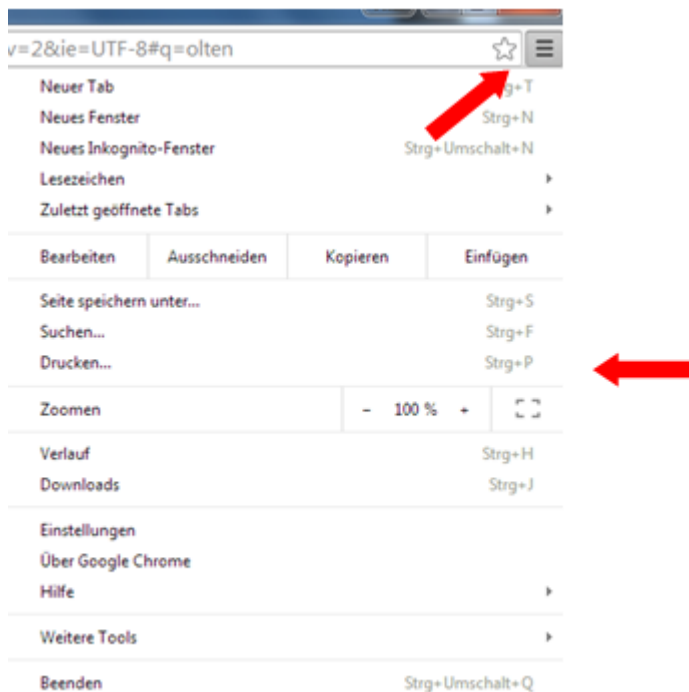 v=2&ie=UTF-8#q=olten
Neuer Tab g+T
Neues Fenster Strg+N
Neues Inkognito-Fenster Strg+Umschalt+N
Lesezeichen
Zuletzt geöffnete Tabs
Bearbeiten Ausschneiden Kopieren Einfügen
Seite speichern unter... Strg+S
Suchen... Strg+F
Drucken... Strg+P
Zoomen - 100 % +
Verlauf Strg+H
Downloads Strg+J
Einstellungen
Über Google Chrome
Hilfe
Weitere Tools
Beenden Strg+Umschalt+Q